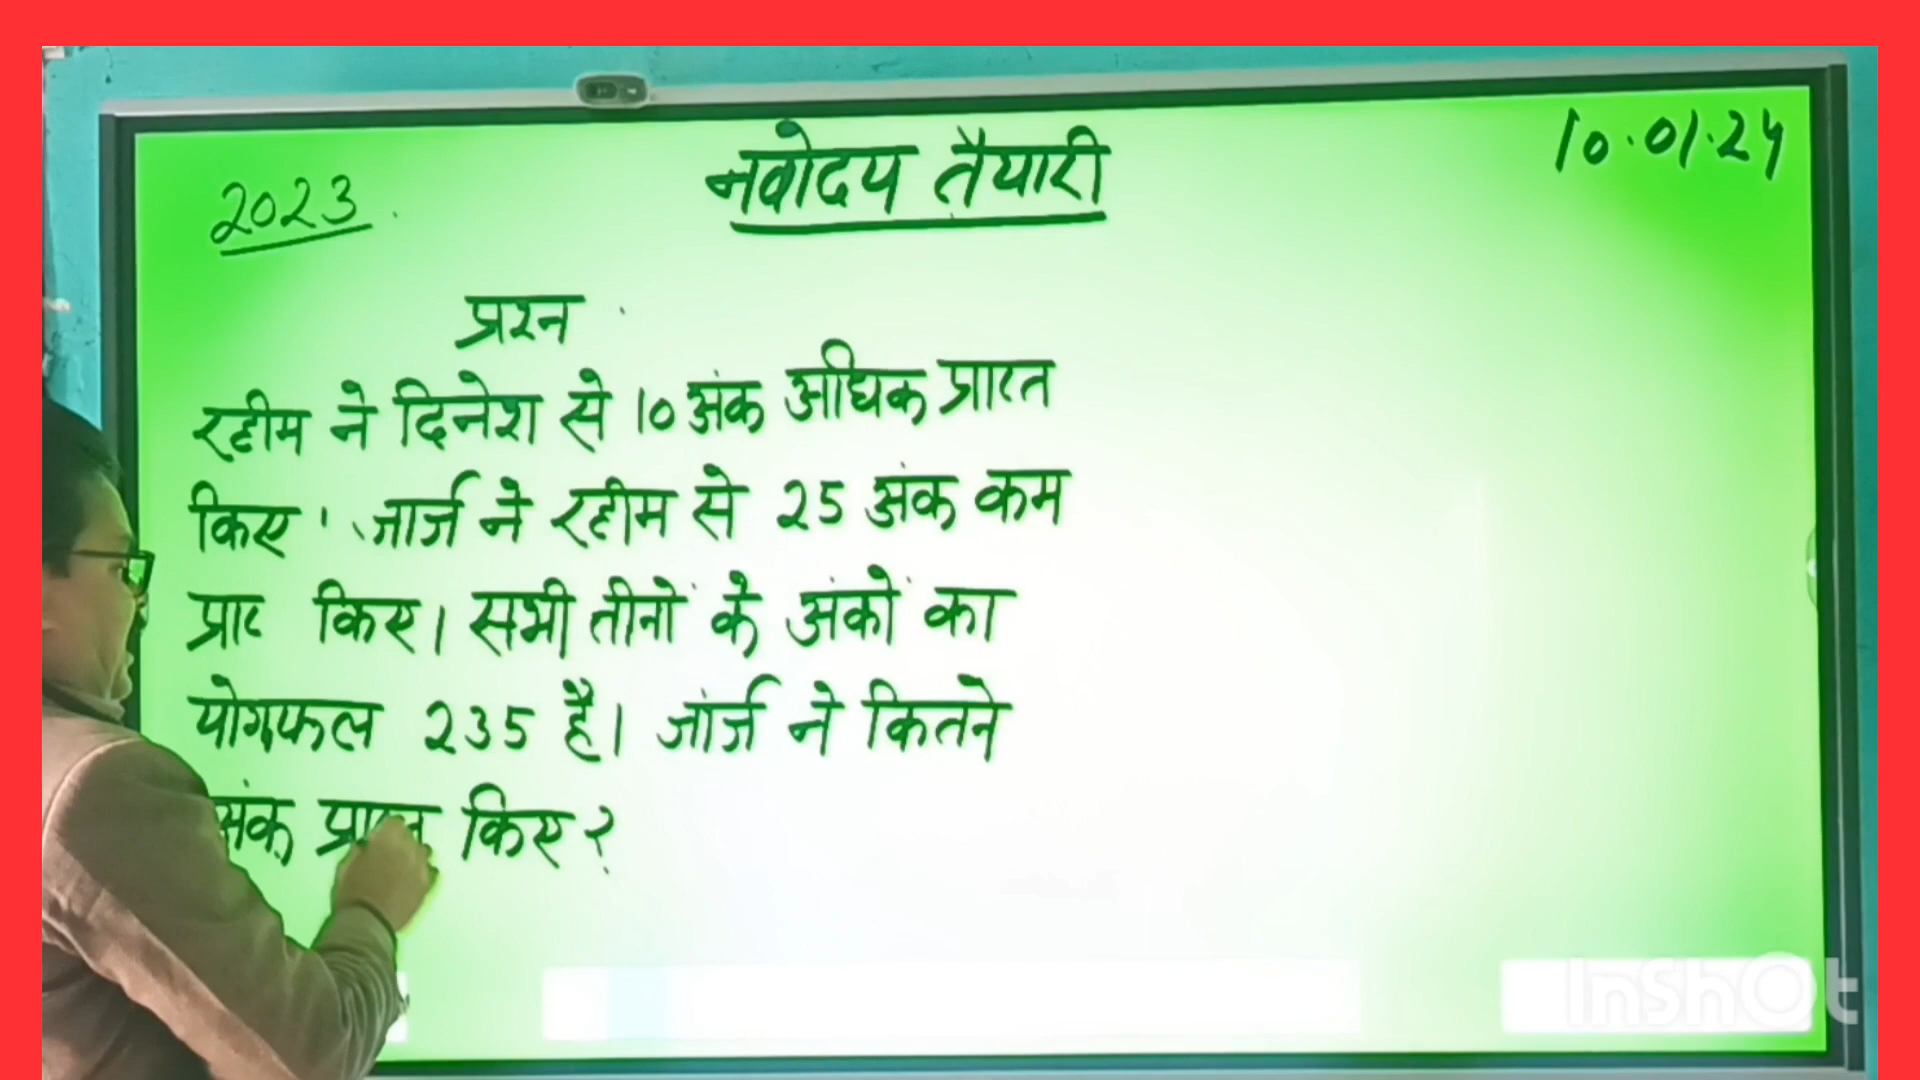 10.01.24
2023
नवोदय तैयारी
प्रश्न
रहीम ने दिनेश से 10 अंक अधिक प्राप्त
किए । जार्ज ने रहीम से 25 अंक कम
प्राप्त किए। सभी तीनों के अंकों का
योगफल 235 है। जॉर्ज ने कितने
अंक प्राप्त किए ?
InShOt